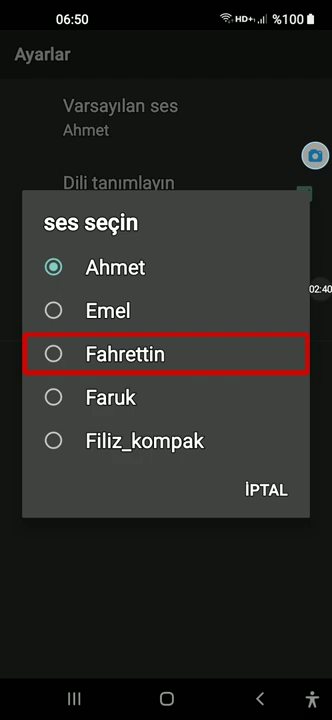 06:50
HD+
%100
Ayarlar
Varsayılan ses
Ahmet
Dili tanımlayın
ses seçin
Ahmet
02:40
Emel
Fahrettin
Faruk
Filiz_kompak
İPTAL